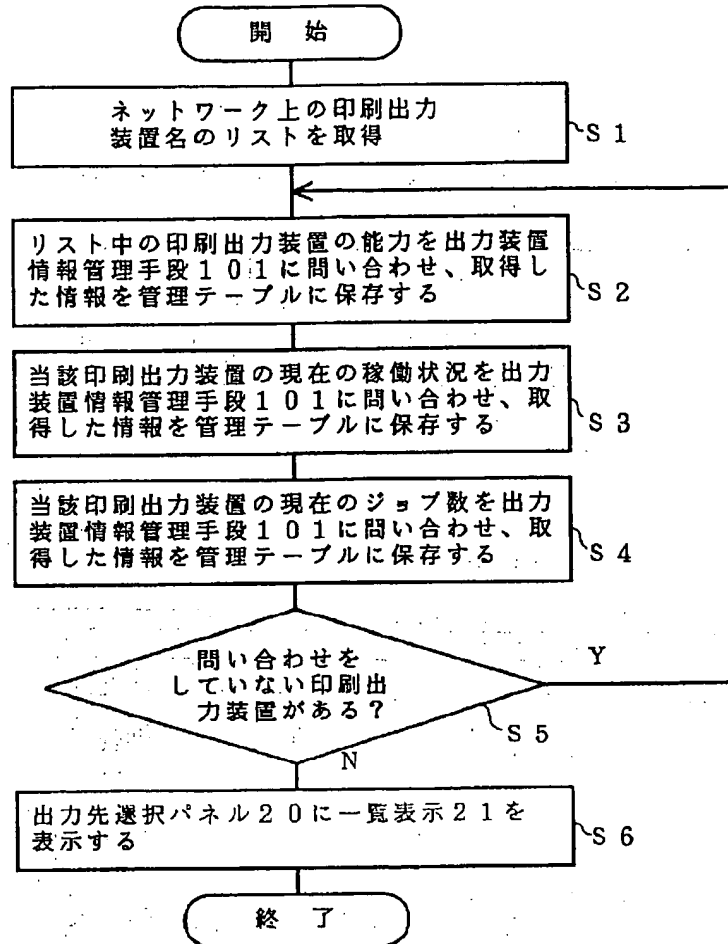 開 始
ネットワーク上の印刷出力
装置名のリストを取得
S 1
リスト中の印刷出力装置の能力を出力装置
情報管理手段101に問い合わせ、取得し
た情報を管理テーブルに保存する
S 2
当該印刷出力装置の現在の稼働状況を出力
装置情報管理手段101に問い合わせ、取
得した情報を管理テーブルに保存する
S 3
当該印刷出力装置の現在のジョブ数を出力
装置情報管理手段101に問い合わせ、取
得した情報を管理テーブルに保存する
S 4
問い合わせを
していない印刷出
力装置がある?
Y
S 5
N
出力先選択パネル20に一覧表示21を
表示する
S 6
終 了